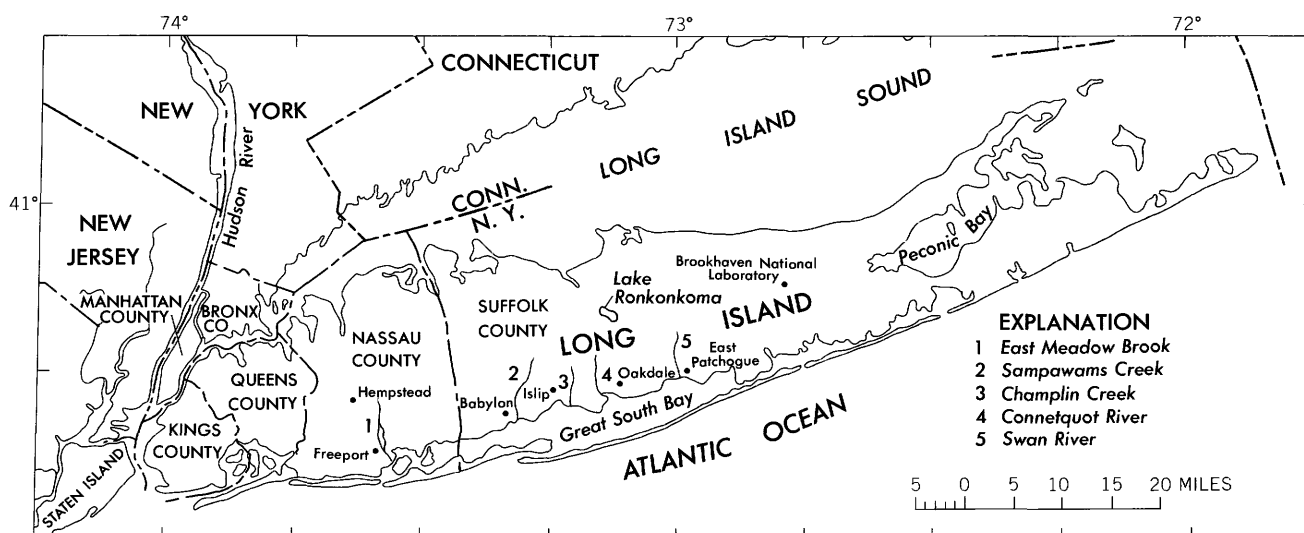 74°
73°
72°
CONNECTICUT
NEW YORK
Hudson River
LONG ISLAND SOUND
41°
CONN.
N. Y.
NEW
JERSEY
Peconic Bay
Brookhaven National
Laboratory
Lake
Ronkonkoma
MANHATTAN
COUNTY
BRONX
CO.
SUFFOLK
COUNTY
NASSAU
COUNTY
LONG ISLAND
QUEENS
COUNTY
KINGS
COUNTY
STATEN ISLAND
Hempstead
1
Freeport
Babylon
2
Islip
3
4
Oakdale
5
East
Patchogue
Great South Bay
ATLANTIC OCEAN
EXPLANATION
1 East Meadow Brook
2 Sampawams Creek
3 Champlin Creek
4 Connetquot River
5 Swan River
5 0 5 10 15 20 MILES